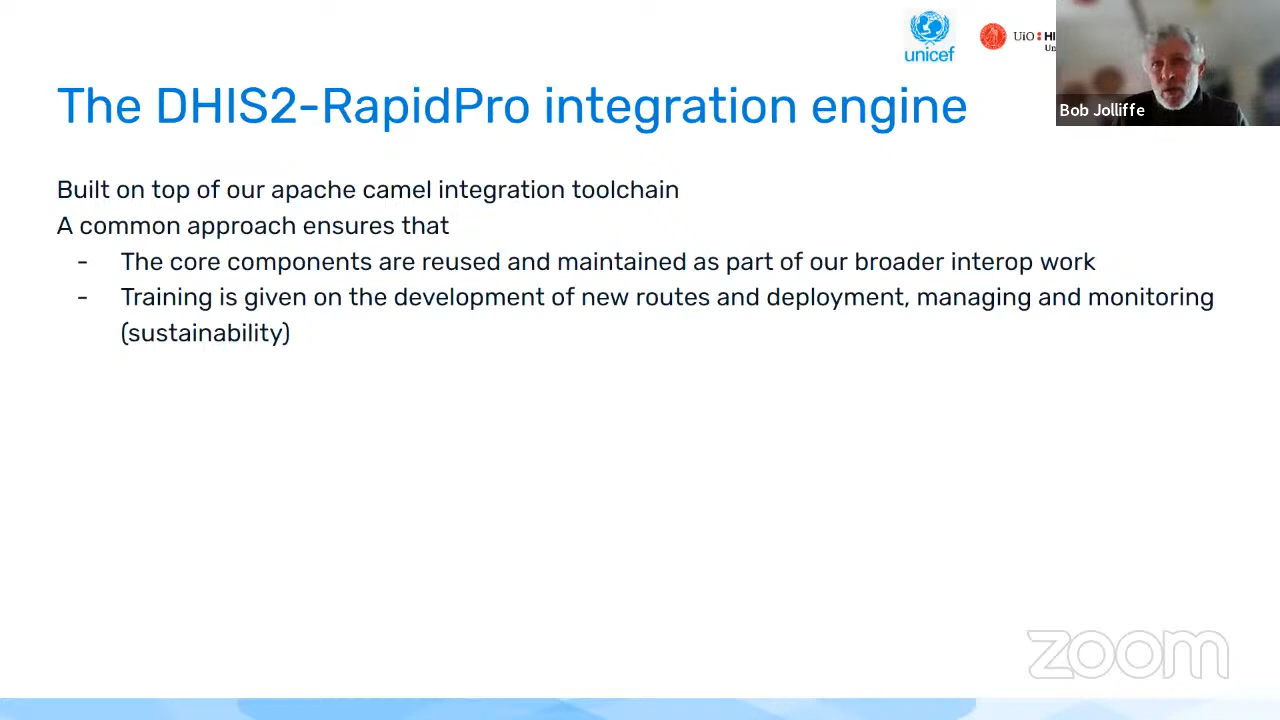 unicef
UiO
HI
Un
The DHIS2-RapidPro integration engine
Bob Jolliffe
Built on top of our apache camel integration toolchain
A common approach ensures that
- The core components are reused and maintained as part of our broader interop work
- Training is given on the development of new routes and deployment, managing and monitoring
(sustainability)
zoom